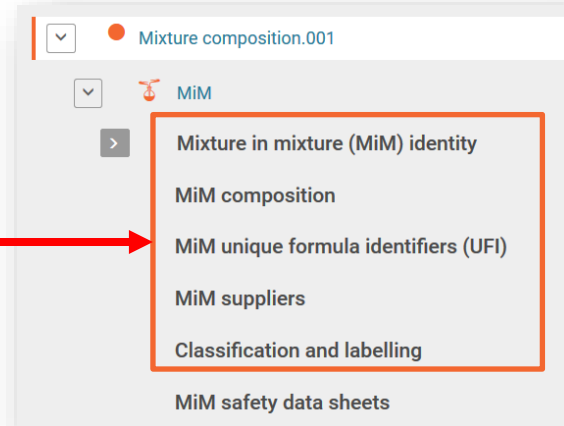 Mixture composition.001
MiM
Mixture in mixture (MiM) identity
MiM composition
MiM unique formula identifiers (UFI)
MiM suppliers
Classification and labelling
MiM safety data sheets